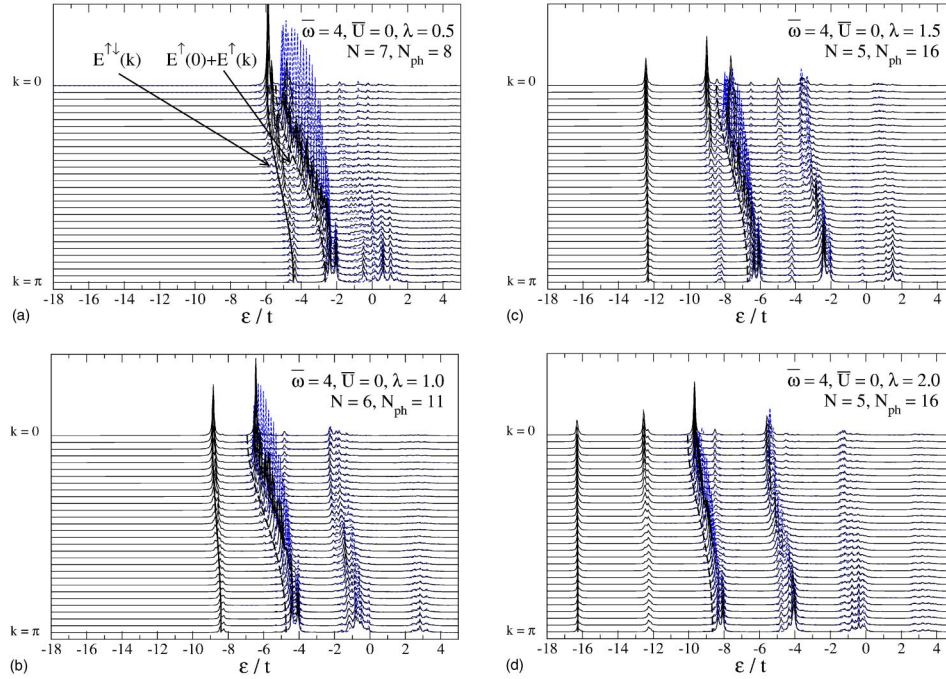 ω̄ = 4, Ū = 0, λ = 0.5
N = 7, N_ph = 8
E^↑↓(k) E^↑(0)+E^↑(k)
k = 0
k = π
-18 -16 -14 -12 -10 -8 -6 -4 -2 0 2 4
(a) ε / t
ω̄ = 4, Ū = 0, λ = 1.5
N = 5, N_ph = 16
k = 0
k = π
-18 -16 -14 -12 -10 -8 -6 -4 -2 0 2 4
(c) ε / t
ω̄ = 4, Ū = 0, λ = 1.0
N = 6, N_ph = 11
k = 0
k = π
-18 -16 -14 -12 -10 -8 -6 -4 -2 0 2 4
(b) ε / t
ω̄ = 4, Ū = 0, λ = 2.0
N = 5, N_ph = 16
k = 0
k = π
-18 -16 -14 -12 -10 -8 -6 -4 -2 0 2 4
(d) ε / t